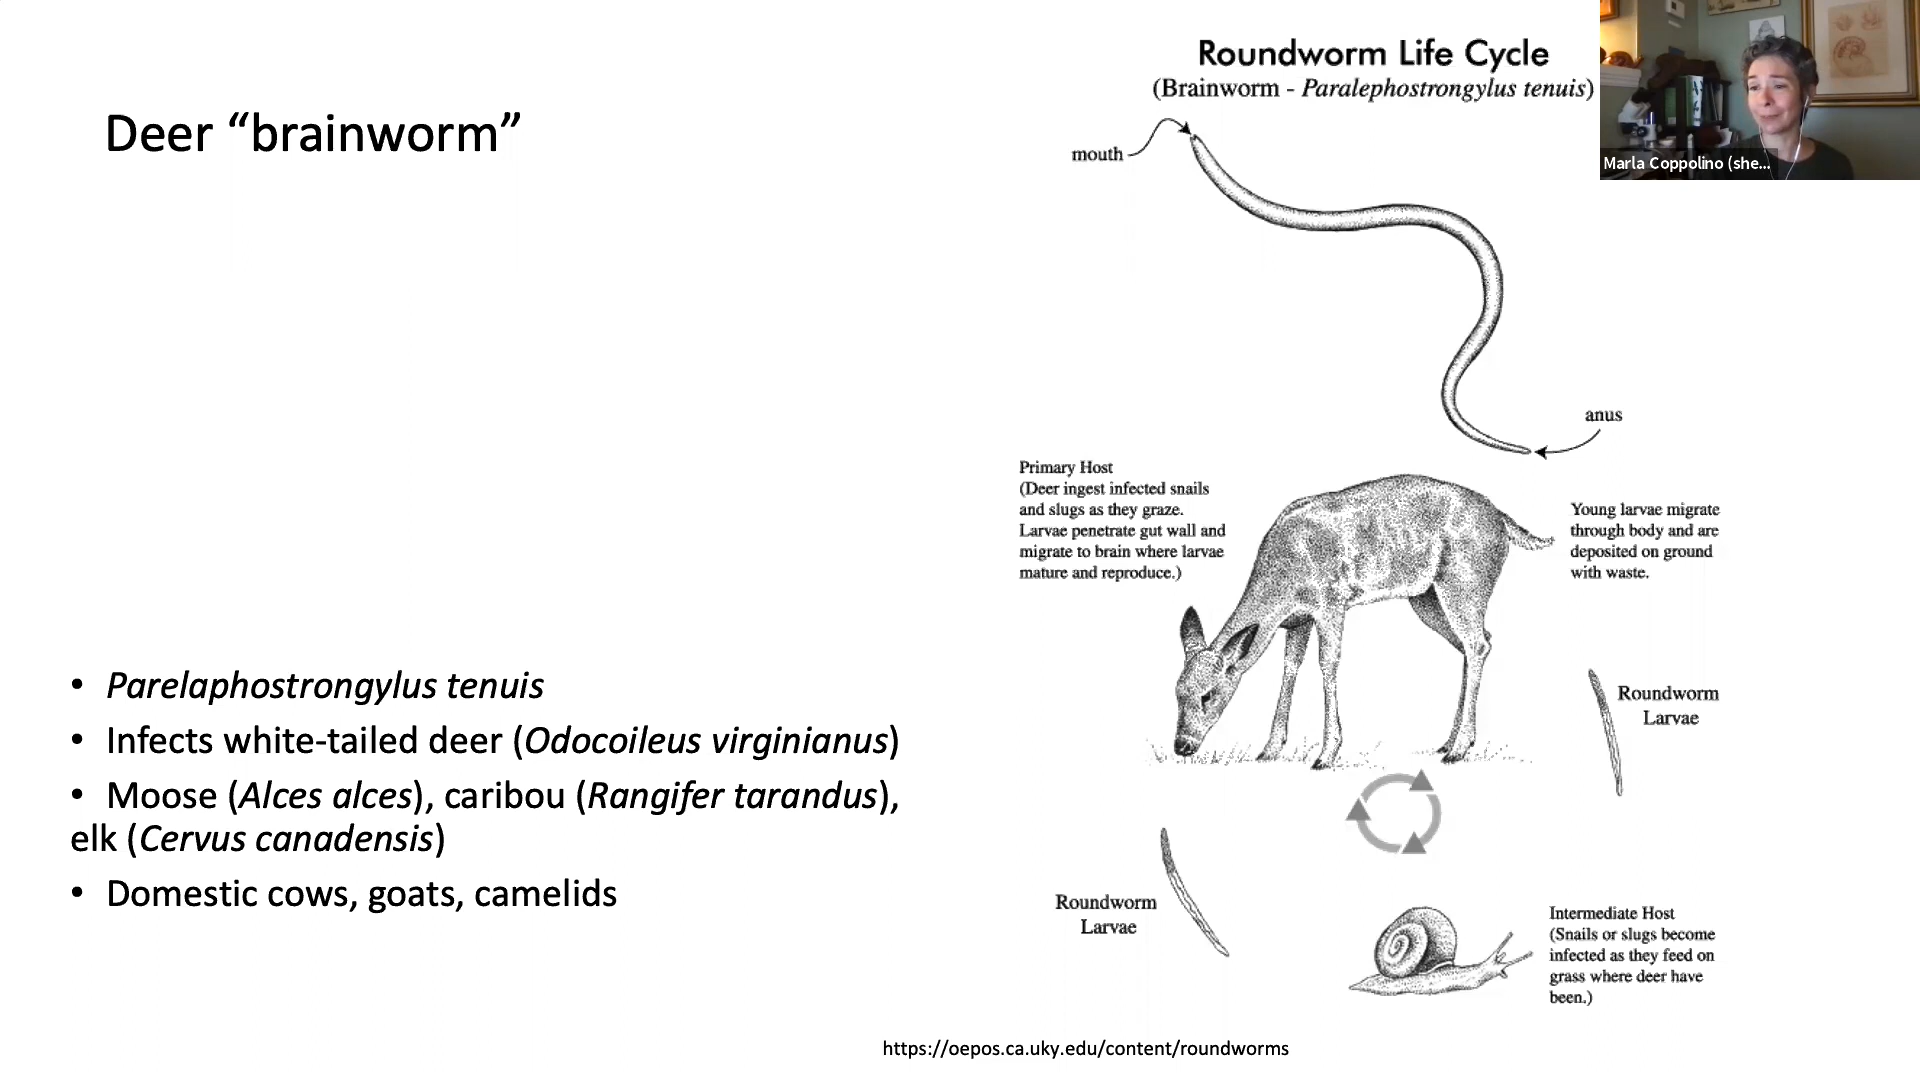 Deer “brainworm”
• Parelaphostrongylus tenuis
• Infects white-tailed deer (Odocoileus virginianus)
• Moose (Alces alces), caribou (Rangifer tarandus),
elk (Cervus canadensis)
• Domestic cows, goats, camelids
Roundworm Life Cycle
(Brainworm - Paralephostrongylus tenuis)
mouth
anus
Primary Host
(Deer ingest infected snails
and slugs as they graze.
Larvae penetrate gut wall and
migrate to brain where larvae
mature and reproduce.)
Young larvae migrate
through body and are
deposited on ground
with waste.
Roundworm
Larvae
Roundworm
Larvae
Intermediate Host
(Snails or slugs become
infected as they feed on
grass where deer have
been.)
https://oepos.ca.uky.edu/content/roundworms
Marla Coppolino (she...